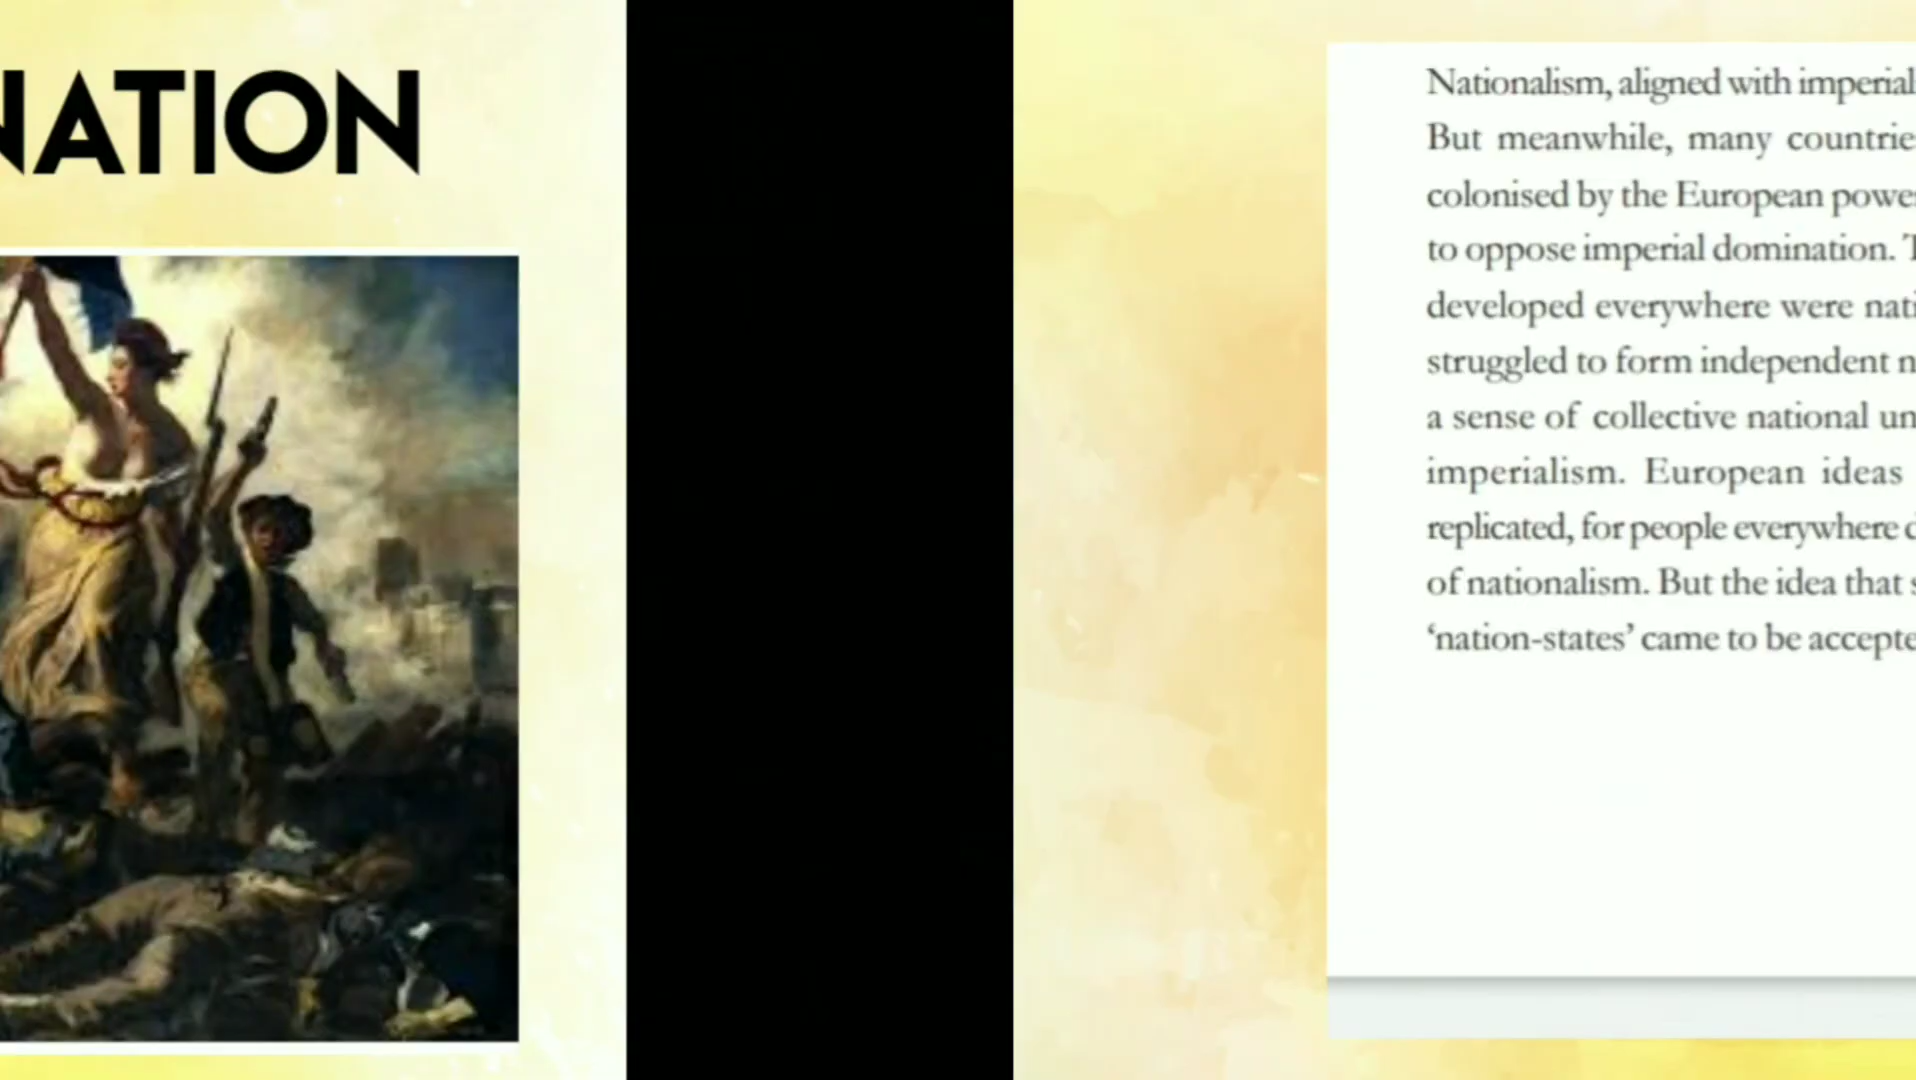 NATION
Nationalism, aligned with imperial
But meanwhile, many countrie
colonised by the European powe
to oppose imperial domination. T
developed everywhere were nati
struggled to form independent n
a sense of collective national un
imperialism. European ideas
replicated, for people everywhere d
of nationalism. But the idea that s
‘nation-states’ came to be accepte